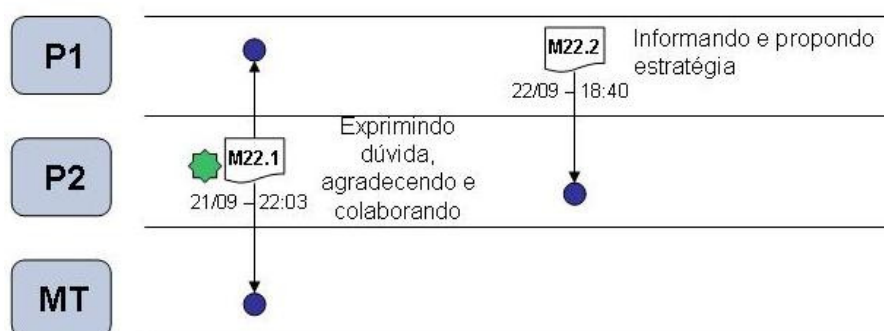 P1
M22.2
Informando e propondo
estratégia
22/09 – 18:40
P2
M22.1
21/09 – 22:03
Exprimindo
dúvida,
agradecendo e
colaborando
MT